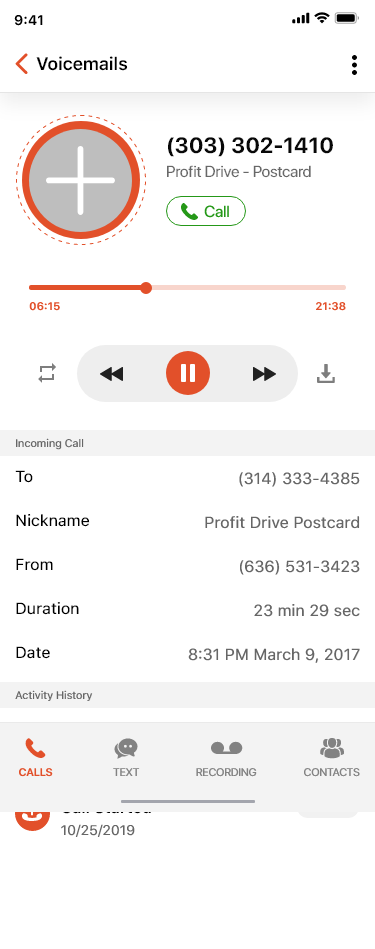 9:41
Voicemails
(303) 302-1410
Profit Drive - Postcard
Call
06:15
21:38
Incoming Call
To
(314) 333-4385
Nickname
Profit Drive Postcard
From
(636) 531-3423
Duration
23 min 29 sec
Date
8:31 PM March 9, 2017
Activity History
CALLS
TEXT
RECORDING
CONTACTS
10/25/2019